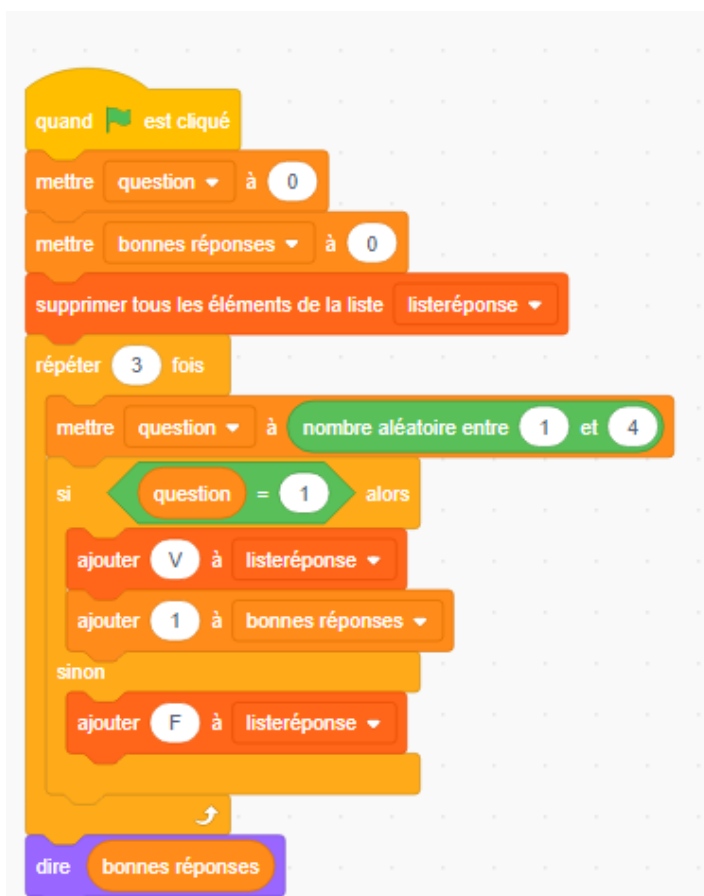 quand est cliqué
mettre question à 0
mettre bonnes réponses à 0
supprimer tous les éléments de la liste listeréponse
répéter 3 fois
mettre question à nombre aléatoire entre 1 et 4
si question = 1 alors
ajouter V à listeréponse
ajouter 1 à bonnes réponses
sinon
ajouter F à listeréponse
dire bonnes réponses